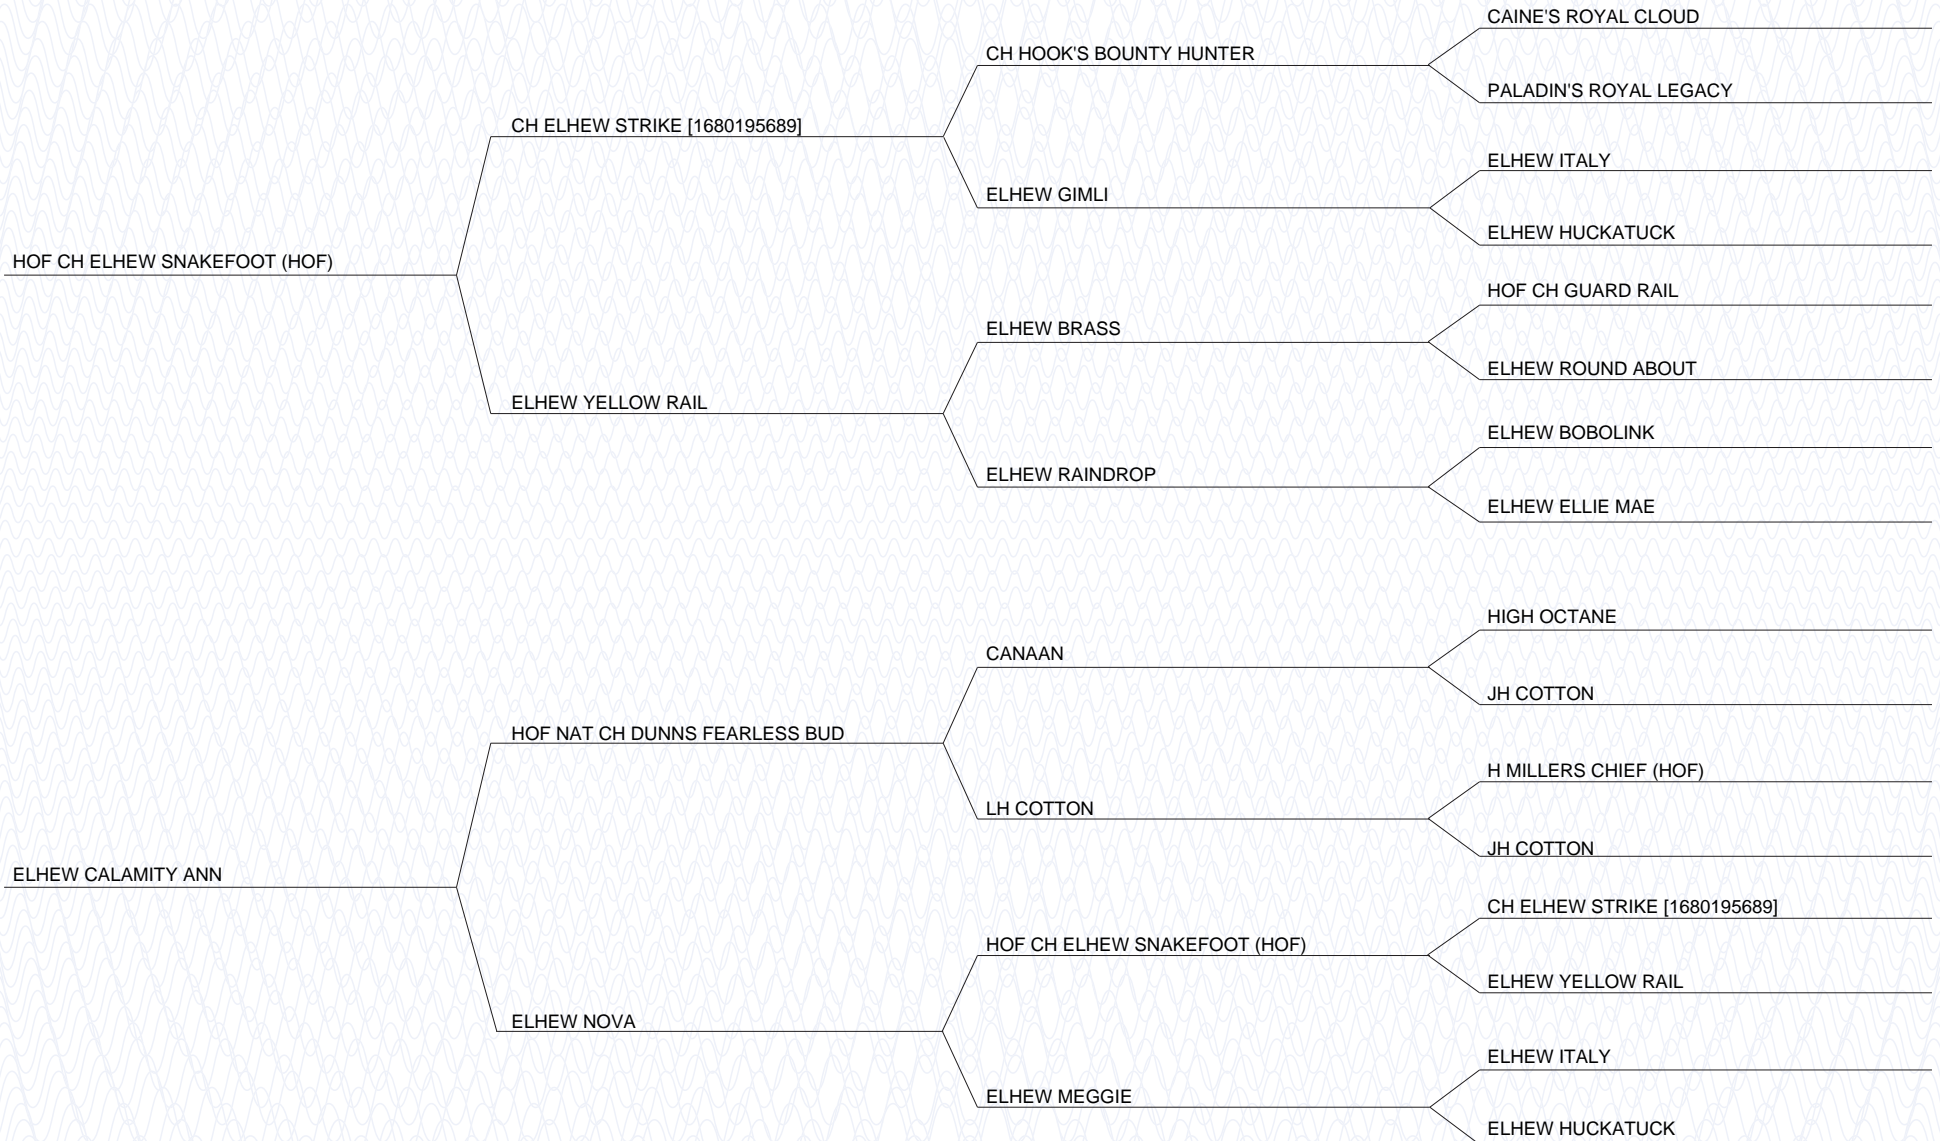 CAINE'S ROYAL CLOUD
CH HOOK'S BOUNTY HUNTER
PALADIN'S ROYAL LEGACY
CH ELHEW STRIKE [1680195689]
ELHEW ITALY
ELHEW GIMLI
ELHEW HUCKATUCK
HOF CH ELHEW SNAKEFOOT (HOF)
HOF CH GUARD RAIL
ELHEW BRASS
ELHEW ROUND ABOUT
ELHEW YELLOW RAIL
ELHEW BOBOLINK
ELHEW RAINDROP
ELHEW ELLIE MAE
HIGH OCTANE
CANAAN
JH COTTON
HOF NAT CH DUNNS FEARLESS BUD
H MILLERS CHIEF (HOF)
LH COTTON
JH COTTON
ELHEW CALAMITY ANN
CH ELHEW STRIKE [1680195689]
HOF CH ELHEW SNAKEFOOT (HOF)
ELHEW YELLOW RAIL
ELHEW NOVA
ELHEW ITALY
ELHEW MEGGIE
ELHEW HUCKATUCK